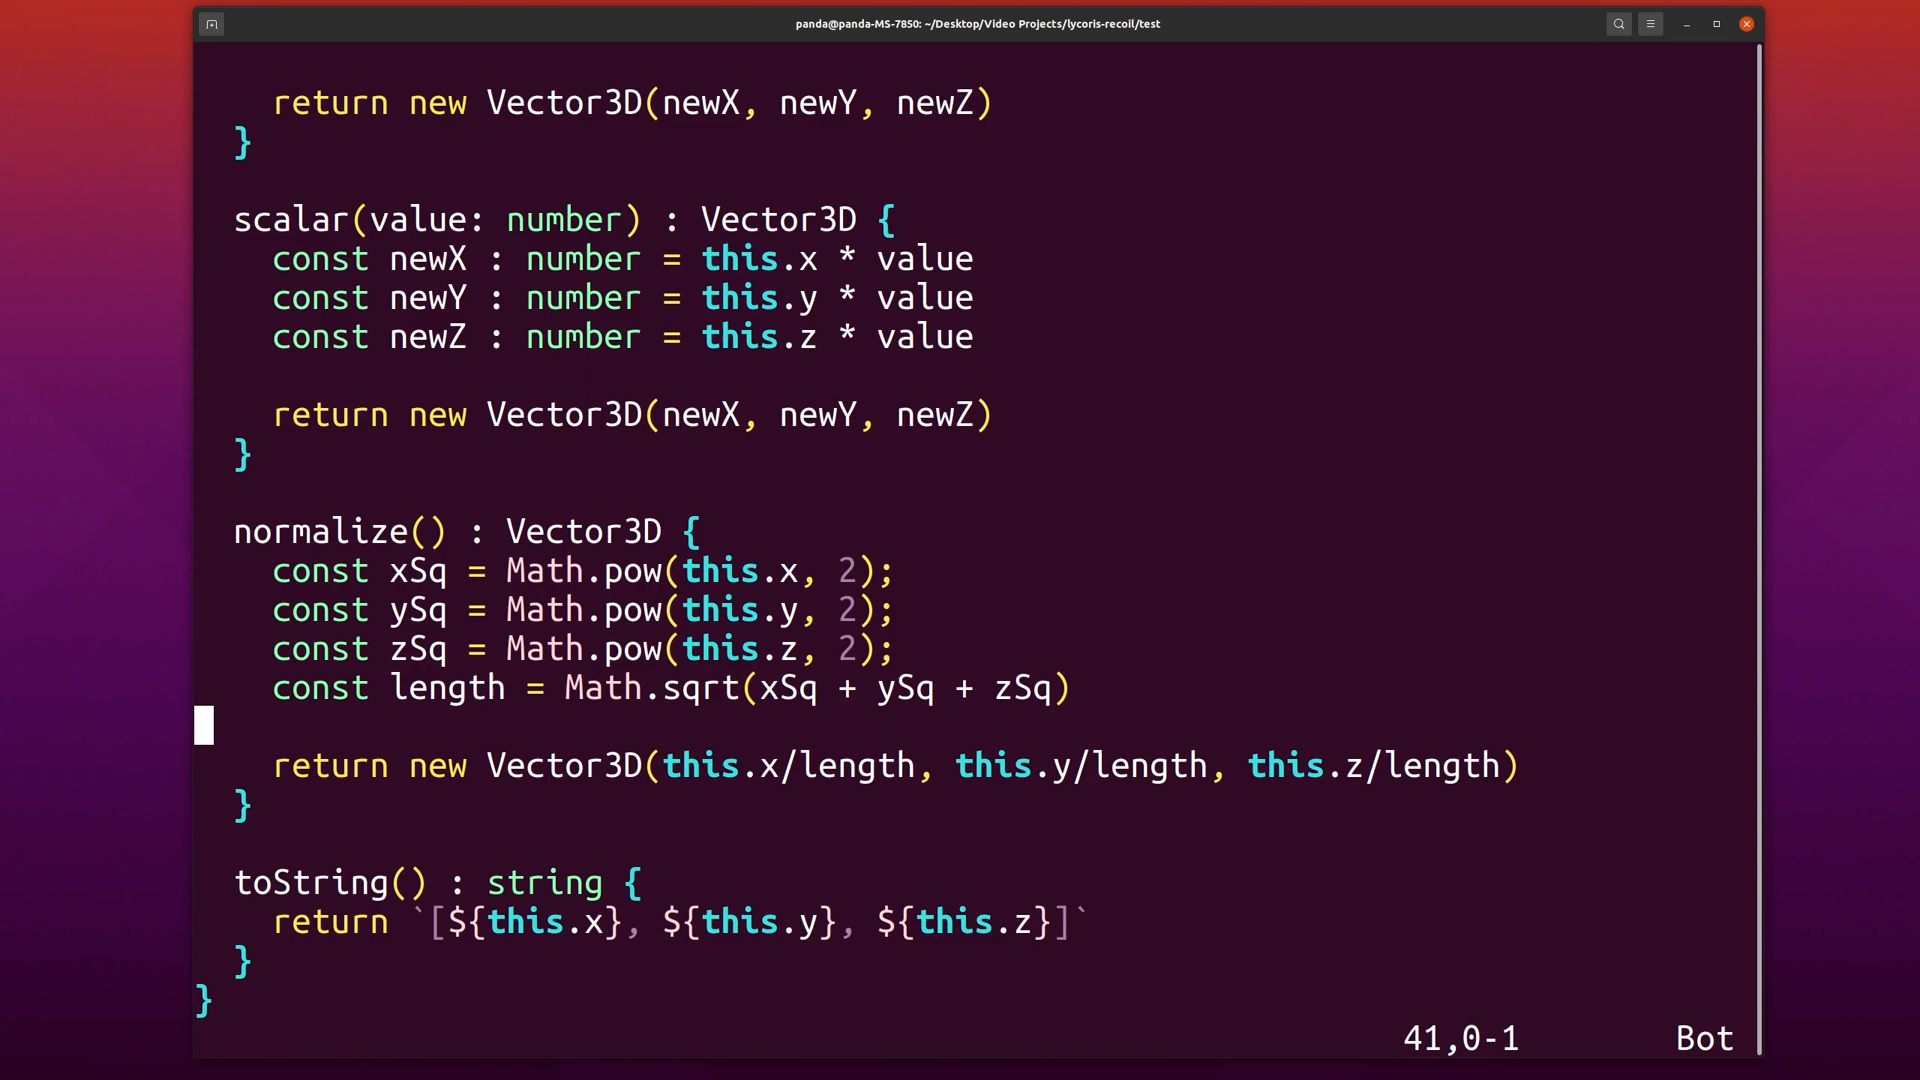 panda@panda-MS-7850: ~/Desktop/Video Projects/lycoris-recoil/test
    return new Vector3D(newX, newY, newZ)
  }

  scalar(value: number) : Vector3D {
    const newX : number = this.x * value
    const newY : number = this.y * value
    const newZ : number = this.z * value

    return new Vector3D(newX, newY, newZ)
  }

  normalize() : Vector3D {
    const xSq = Math.pow(this.x, 2);
    const ySq = Math.pow(this.y, 2);
    const zSq = Math.pow(this.z, 2);
    const length = Math.sqrt(xSq + ySq + zSq)

    return new Vector3D(this.x/length, this.y/length, this.z/length)
  }

  toString() : string {
    return `[${this.x}, ${this.y}, ${this.z}]`
  }
}
41,0-1 Bot